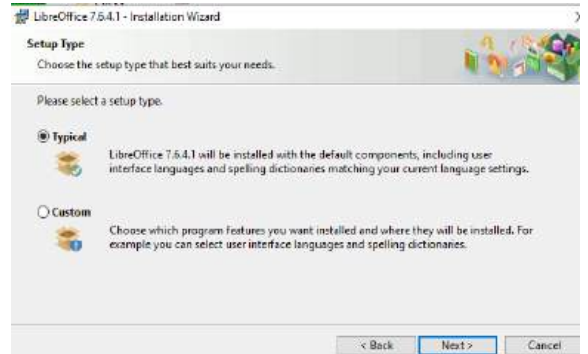 LibreOffice 7.6.4.1 - Installation Wizard
Setup Type
Choose the setup type that best suits your needs.
Please select a setup type.
Typical
LibreOffice 7.6.4.1 will be installed with the default components, including user
interface languages and spelling dictionaries matching your current language settings.
Custom
Choose which program features you want installed and where they will be installed. For
example you can select user interface languages and spelling dictionaries.
< Back Next > Cancel